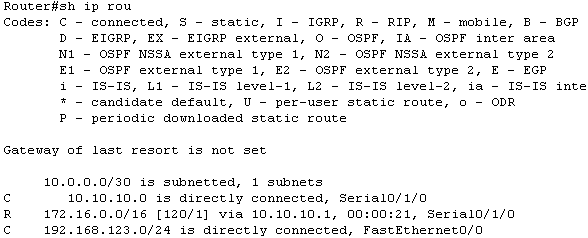 Router#sh ip rou
Codes: C - connected, S - static, I - IGRP, R - RIP, M - mobile, B - BGP
       D - EIGRP, EX - EIGRP external, O - OSPF, IA - OSPF inter area
       N1 - OSPF NSSA external type 1, N2 - OSPF NSSA external type 2
       E1 - OSPF external type 1, E2 - OSPF external type 2, E - EGP
       i - IS-IS, L1 - IS-IS level-1, L2 - IS-IS level-2, ia - IS-IS inte
       * - candidate default, U - per-user static route, o - ODR
       P - periodic downloaded static route

Gateway of last resort is not set

     10.0.0.0/30 is subnetted, 1 subnets
C       10.10.10.0 is directly connected, Serial0/1/0
R    172.16.0.0/16 [120/1] via 10.10.10.1, 00:00:21, Serial0/1/0
C    192.168.123.0/24 is directly connected, FastEthernet0/0